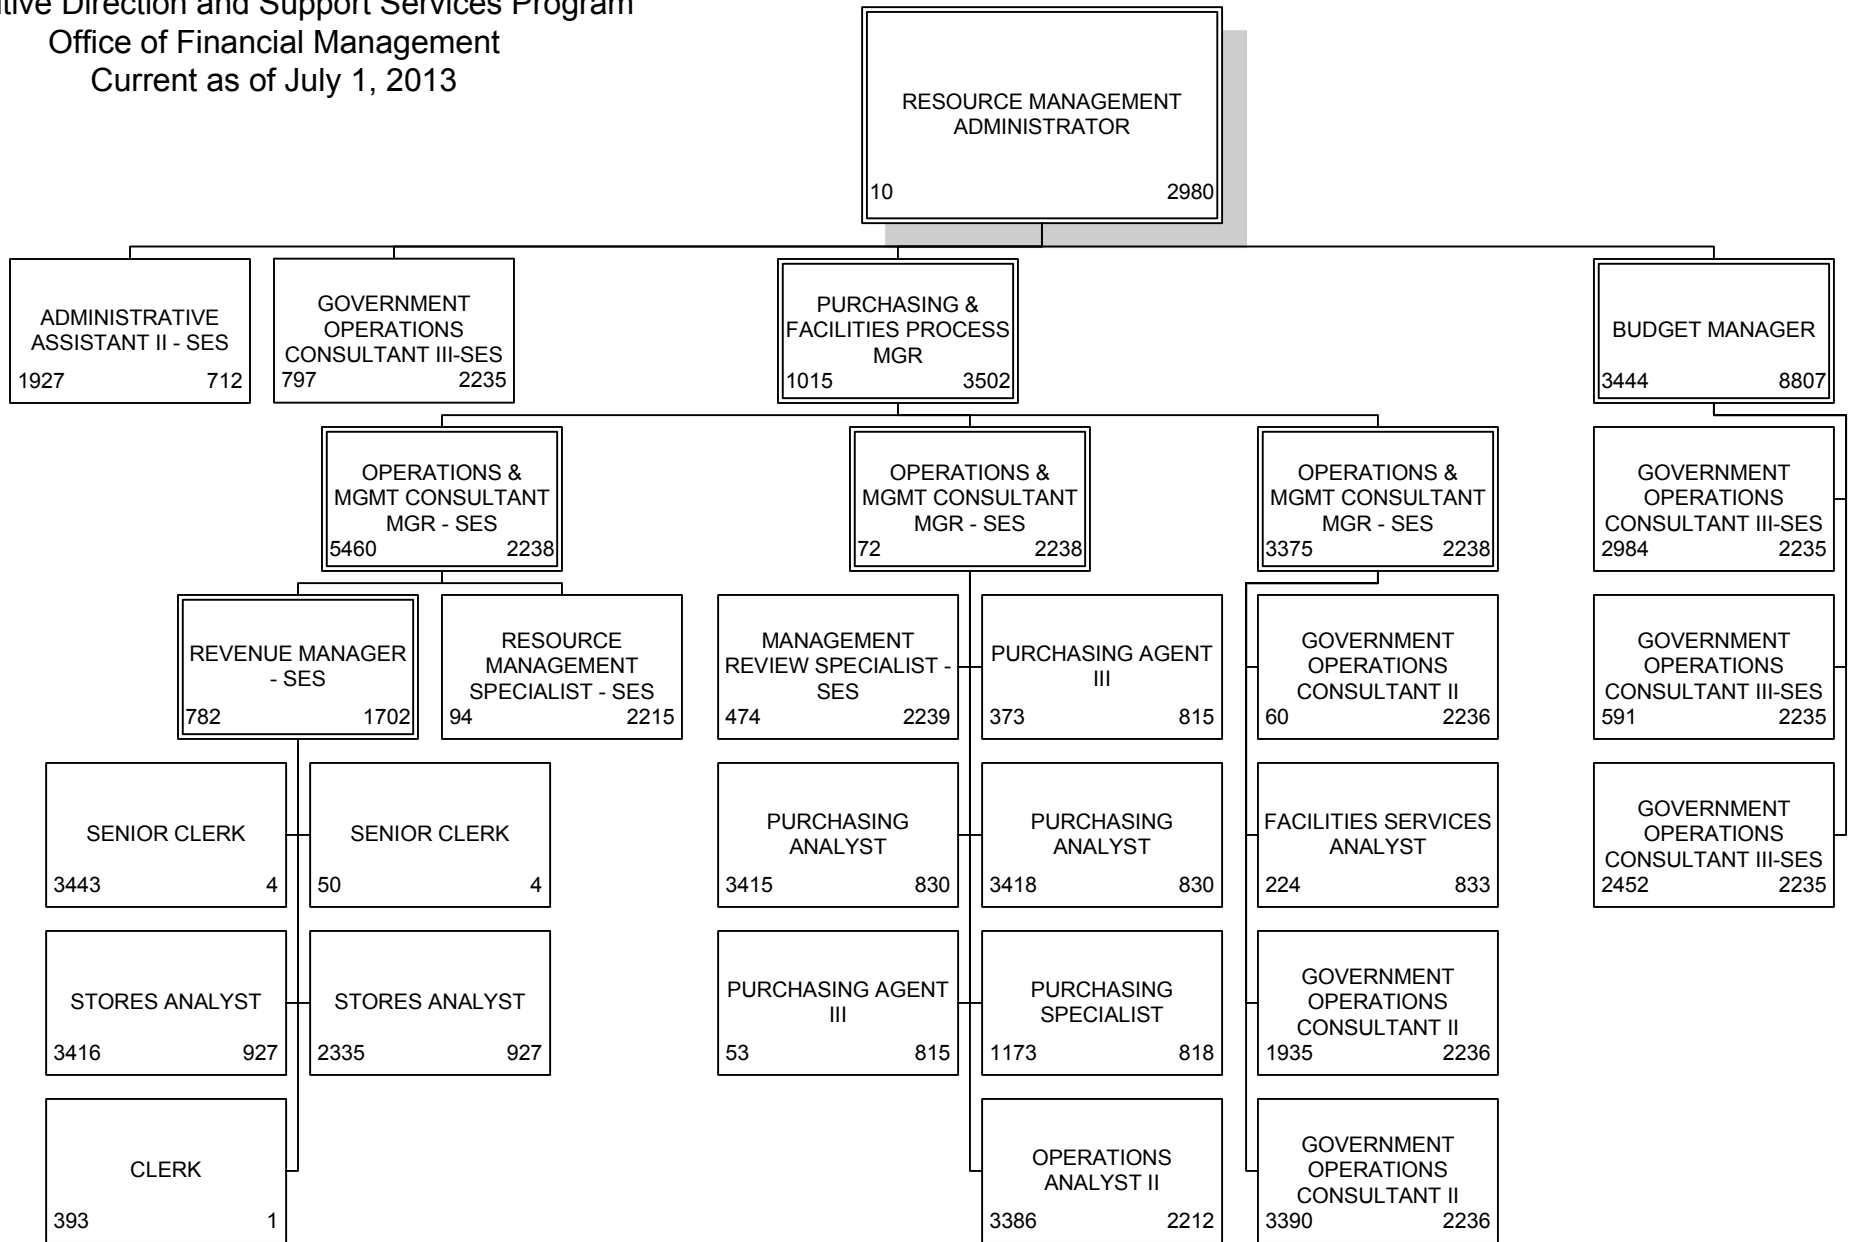 Direction and Support Services Program
Office of Financial Management
Current as of July 1, 2013
RESOURCE MANAGEMENT
ADMINISTRATOR
10 2980
ADMINISTRATIVE
ASSISTANT II - SES
1927 712
GOVERNMENT
OPERATIONS
CONSULTANT III-SES
797 2235
PURCHASING &
FACILITIES PROCESS
MGR
1015 3502
BUDGET MANAGER
3444 8807
OPERATIONS &
MGMT CONSULTANT
MGR - SES
5460 2238
OPERATIONS &
MGMT CONSULTANT
MGR - SES
72 2238
OPERATIONS &
MGMT CONSULTANT
MGR - SES
3375 2238
GOVERNMENT
OPERATIONS
CONSULTANT III-SES
2984 2235
REVENUE MANAGER
- SES
782 1702
RESOURCE
MANAGEMENT
SPECIALIST - SES
94 2215
MANAGEMENT
REVIEW SPECIALIST -
SES
474 2239
PURCHASING AGENT
III
373 815
GOVERNMENT
OPERATIONS
CONSULTANT II
60 2236
GOVERNMENT
OPERATIONS
CONSULTANT III-SES
591 2235
SENIOR CLERK
3443 4
SENIOR CLERK
50 4
PURCHASING
ANALYST
3415 830
PURCHASING
ANALYST
3418 830
FACILITIES SERVICES
ANALYST
224 833
GOVERNMENT
OPERATIONS
CONSULTANT III-SES
2452 2235
STORES ANALYST
3416 927
STORES ANALYST
2335 927
PURCHASING AGENT
III
53 815
PURCHASING
SPECIALIST
1173 818
GOVERNMENT
OPERATIONS
CONSULTANT II
1935 2236
CLERK
393 1
OPERATIONS
ANALYST II
3386 2212
GOVERNMENT
OPERATIONS
CONSULTANT II
3390 2236